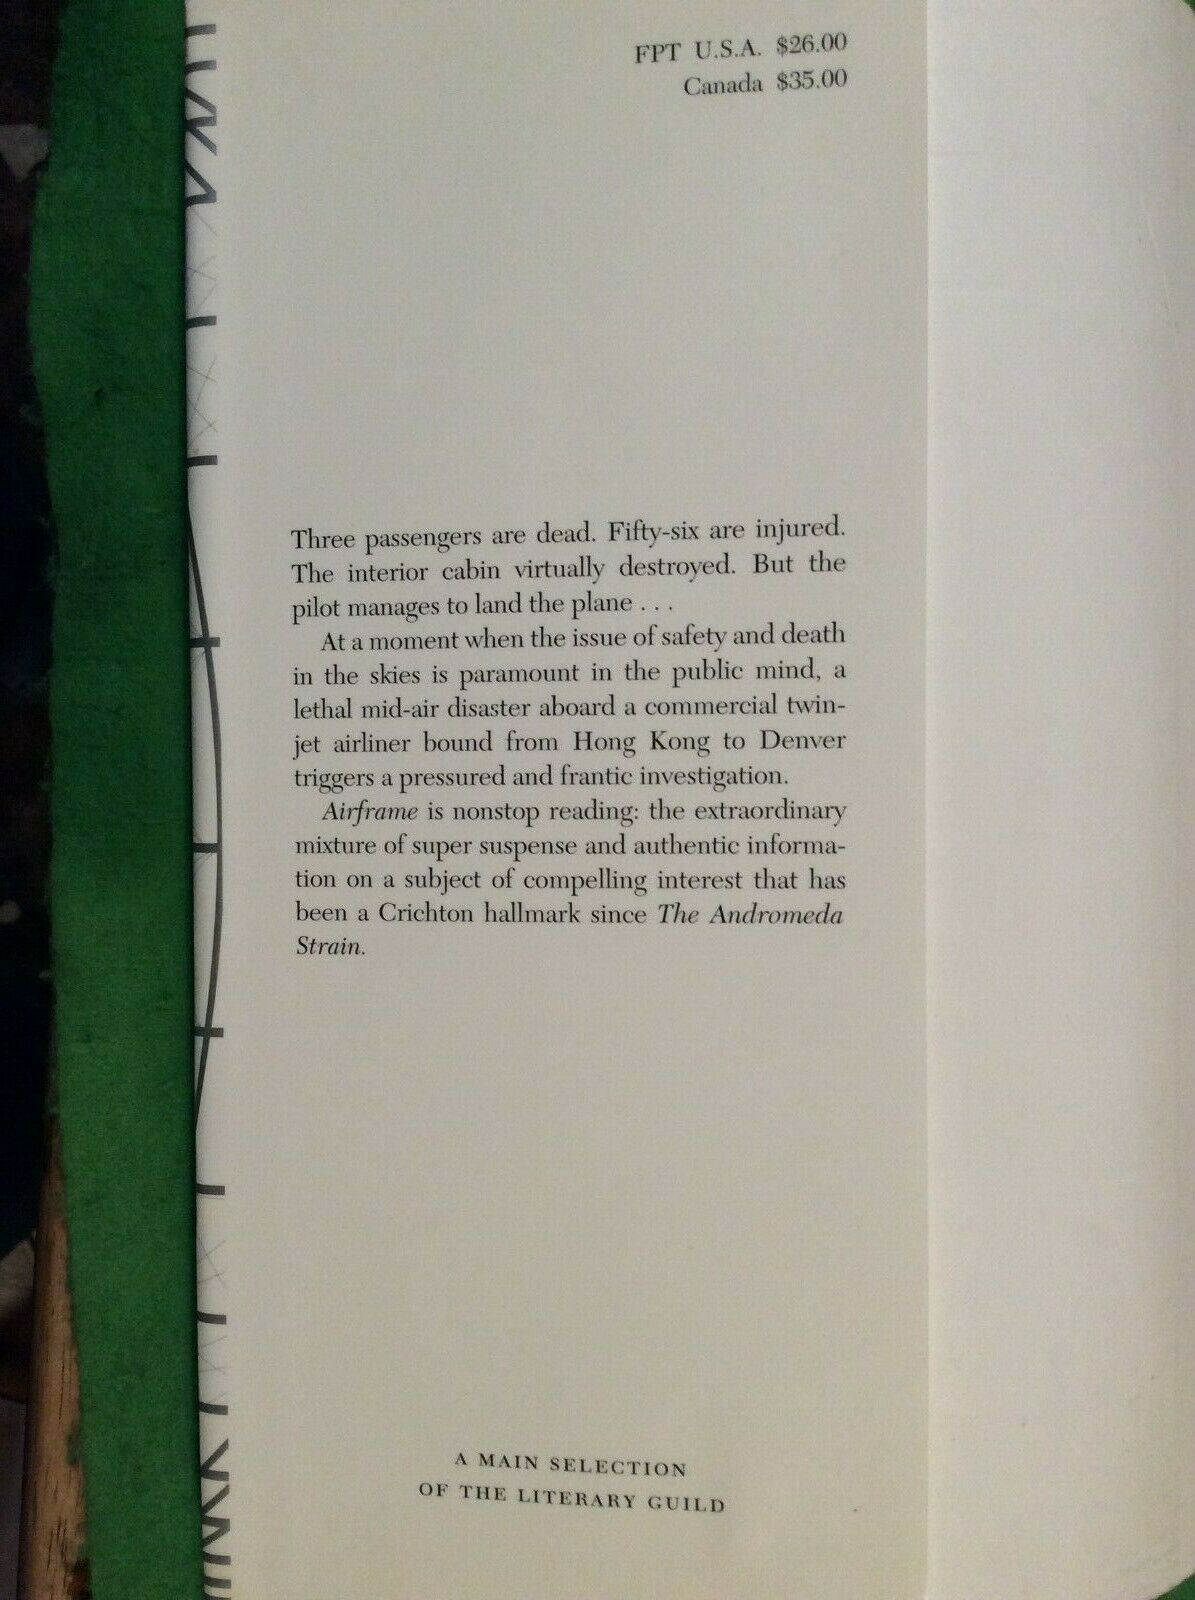 FPT U.S.A. $26.00
Canada $35.00
Three passengers are dead. Fifty-six are injured.
The interior cabin virtually destroyed. But the
pilot manages to land the plane . . .
At a moment when the issue of safety and death
in the skies is paramount in the public mind, a
lethal mid-air disaster aboard a commercial twin-
jet airliner bound from Hong Kong to Denver
triggers a pressured and frantic investigation.
Airframe is nonstop reading: the extraordinary
mixture of super suspense and authentic informa-
tion on a subject of compelling interest that has
been a Crichton hallmark since The Andromeda
Strain.
A MAIN SELECTION
OF THE LITERARY GUILD